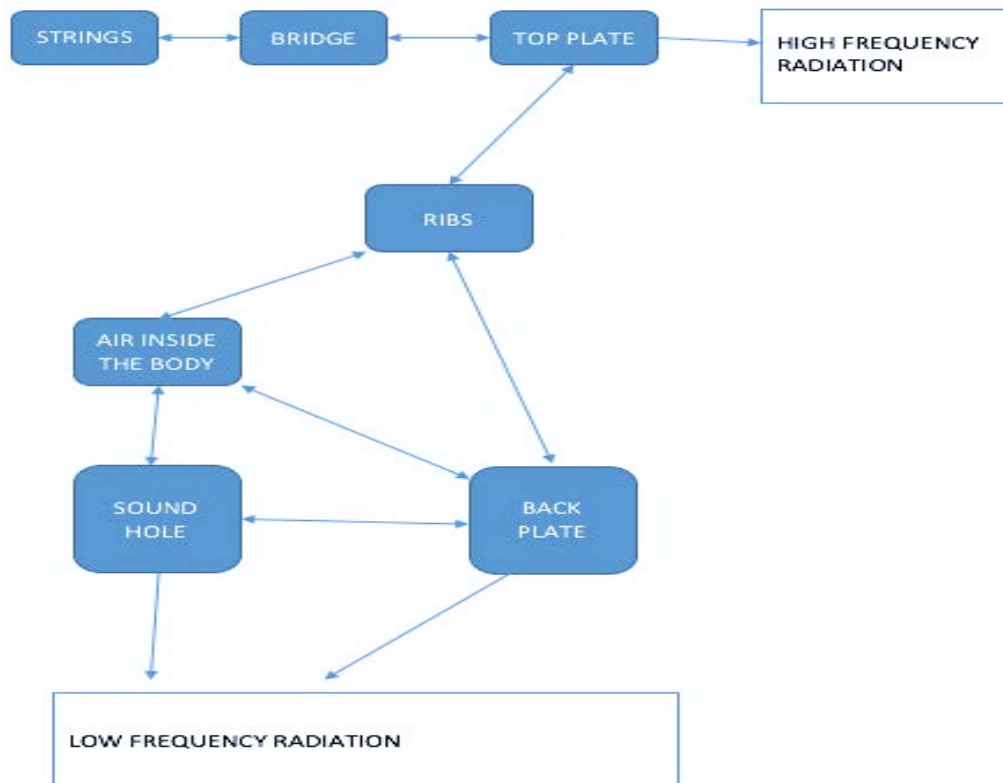 STRINGS
BRIDGE
TOP PLATE
HIGH FREQUENCY
RADIATION
RIBS
AIR INSIDE
THE BODY
SOUND
HOLE
BACK
PLATE
LOW FREQUENCY RADIATION